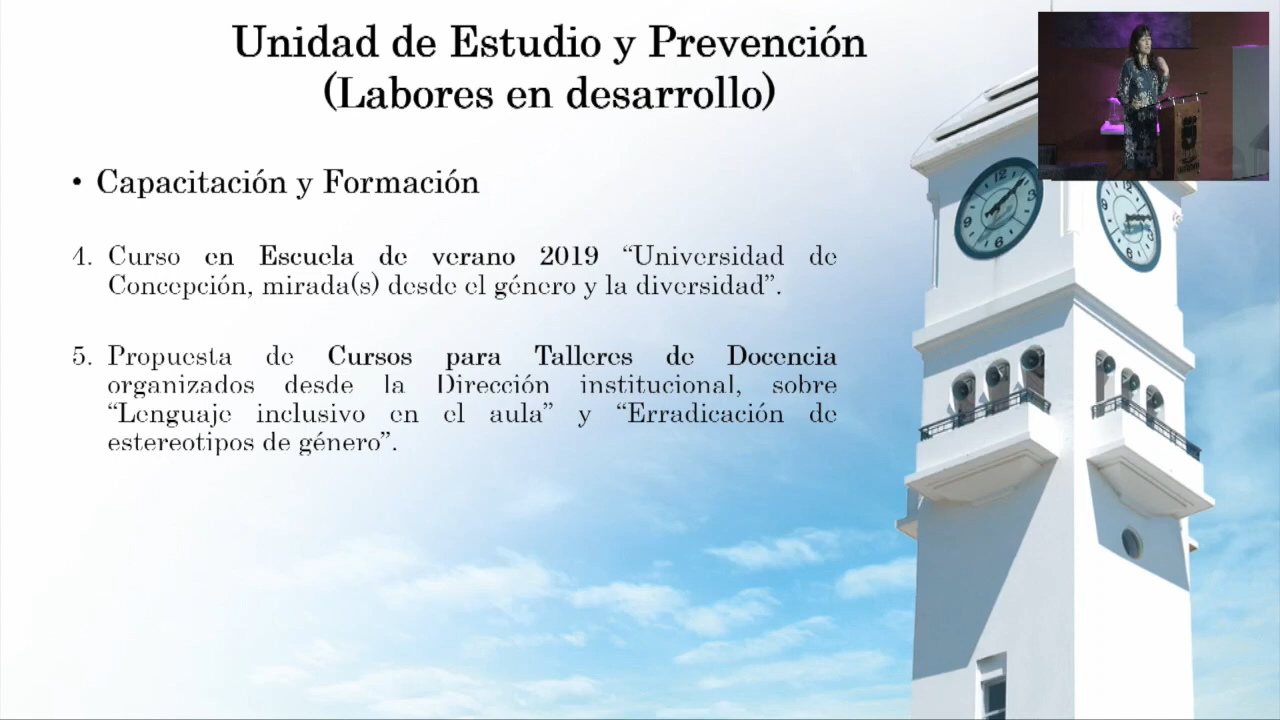 Unidad de Estudio y Prevención
(Labores en desarrollo)
• Capacitación y Formación
4. Curso en Escuela de verano 2019 “Universidad de
Concepción, mirada(s) desde el género y la diversidad”.
5. Propuesta de Cursos para Talleres de Docencia
organizados desde la Dirección institucional, sobre
“Lenguaje inclusivo en el aula” y “Erradicación de
estereotipos de género”.